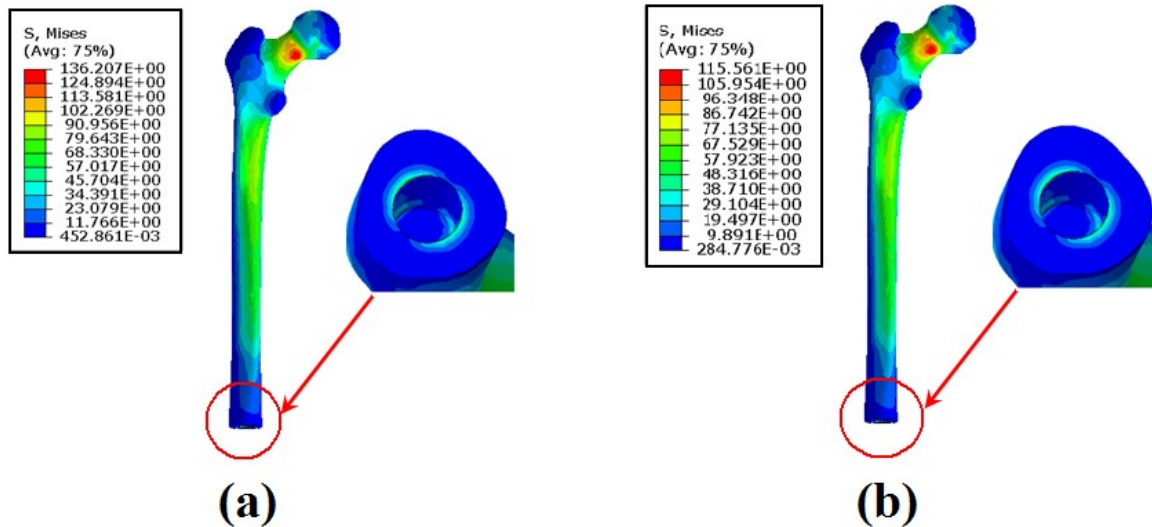 S, Mises
(Avg: 75%)
136.207E+00
124.894E+00
113.581E+00
102.269E+00
90.956E+00
79.643E+00
68.330E+00
57.017E+00
45.704E+00
34.391E+00
23.079E+00
11.766E+00
452.861E-03
(a)
S, Mises
(Avg: 75%)
115.561E+00
105.954E+00
96.348E+00
86.742E+00
77.135E+00
67.529E+00
57.923E+00
48.316E+00
38.710E+00
29.104E+00
19.497E+00
9.891E+00
284.776E-03
(b)